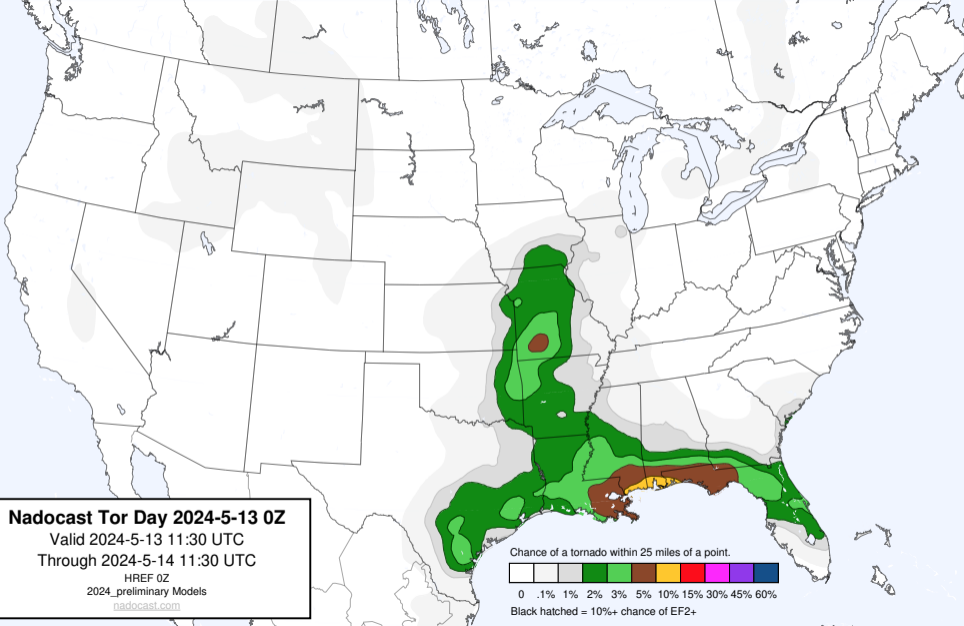 Nadocast Tor Day 2024-5-13 0Z
Valid 2024-5-13 11:30 UTC
Through 2024-5-14 11:30 UTC
HREF 0Z
2024_preliminary Models
nadocast.com
Chance of a tornado within 25 miles of a point.
0 .1% 1% 2% 3% 5% 10% 15% 30% 45% 60%
Black hatched = 10%+ chance of EF2+